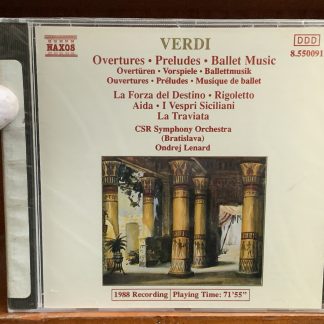 NAXOS
VERDI
DDD
8.550091
Overtures • Preludes • Ballet Music
Ouvertüren • Vorspiele • Ballettmusik
Ouvertures • Préludes • Musique de ballet
La Forza del Destino • Rigoletto
Aida • I Vespri Siciliani
La Traviata
CSR Symphony Orchestra
(Bratislava)
Ondrej Lenard
1988 Recording
Playing Time: 71'55"